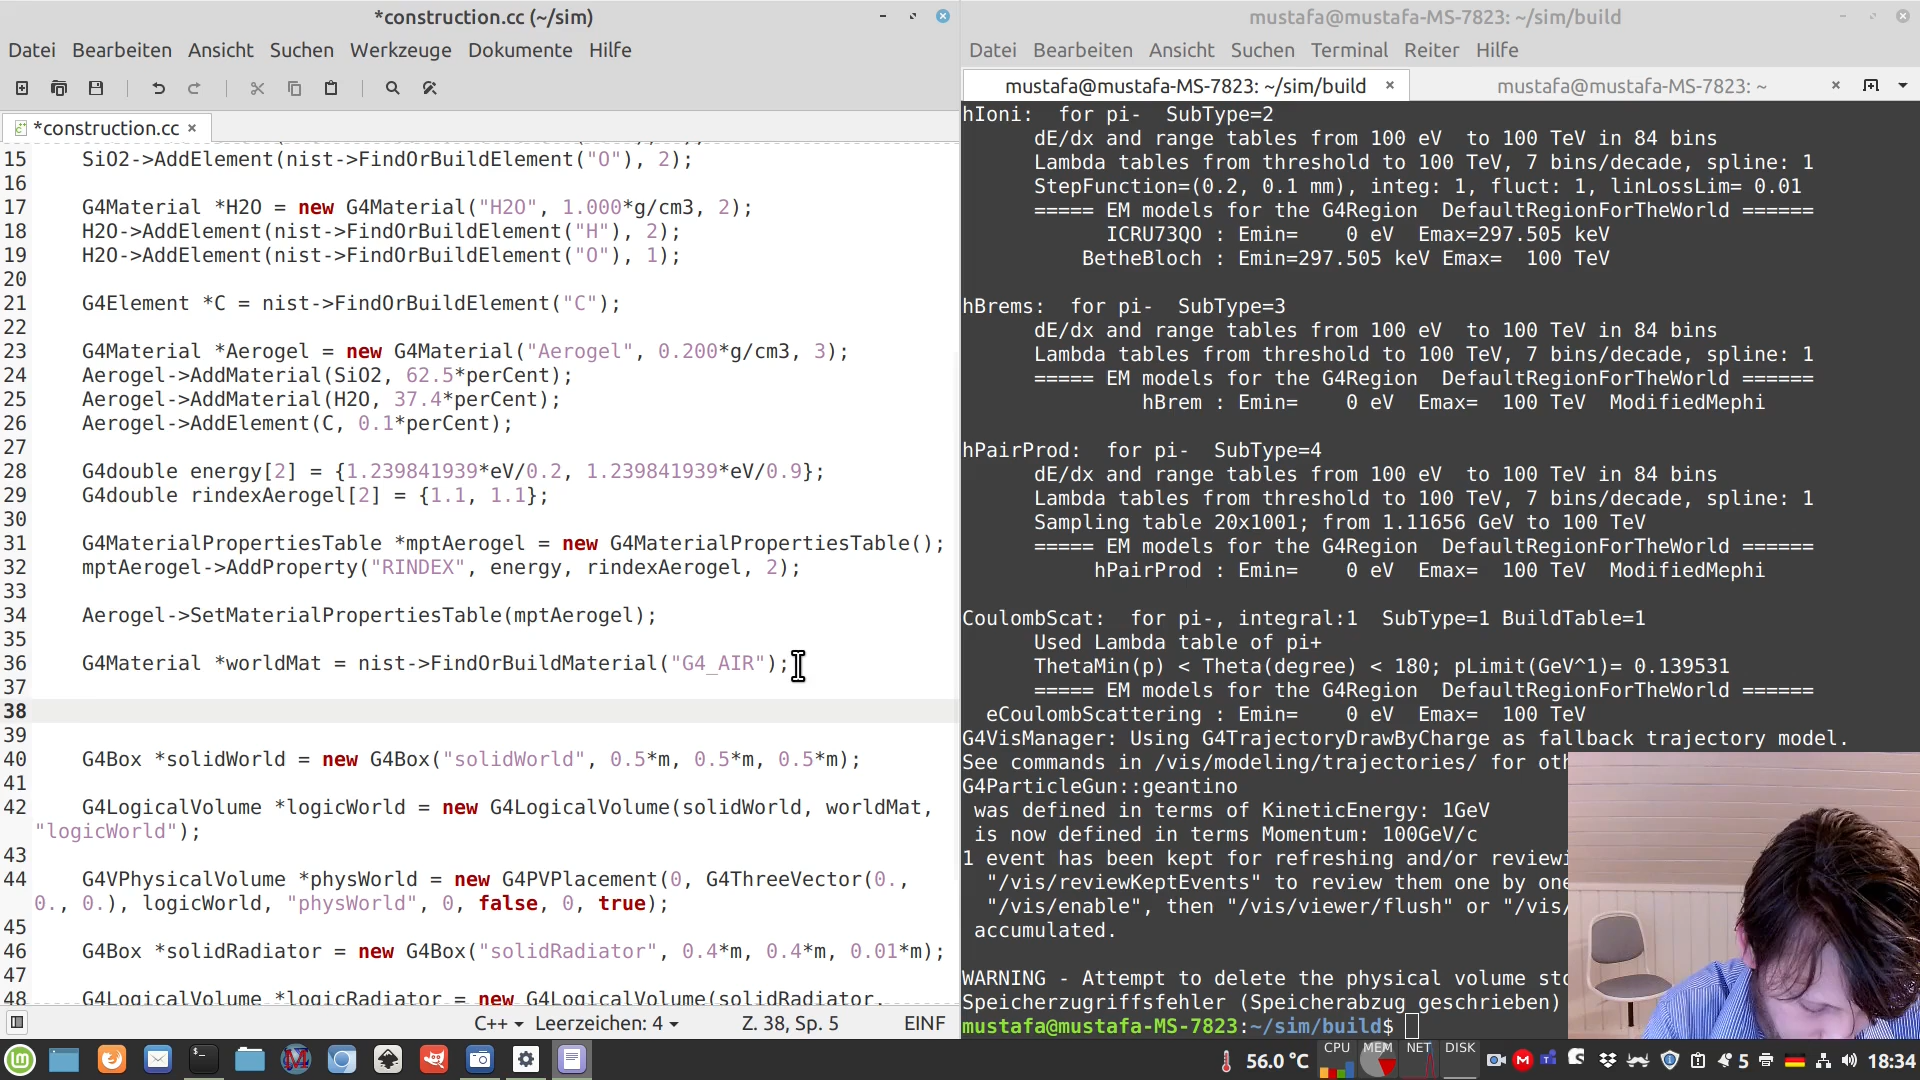 *construction.cc (~/sim)
Datei Bearbeiten Ansicht Suchen Werkzeuge Dokumente Hilfe
*construction.cc ×
15 SiO2->AddElement(nist->FindOrBuildElement("O"), 2);
16
17 G4Material *H2O = new G4Material("H2O", 1.000*g/cm3, 2);
18 H2O->AddElement(nist->FindOrBuildElement("H"), 2);
19 H2O->AddElement(nist->FindOrBuildElement("O"), 1);
20
21 G4Element *C = nist->FindOrBuildElement("C");
22
23 G4Material *Aerogel = new G4Material("Aerogel", 0.200*g/cm3, 3);
24 Aerogel->AddMaterial(SiO2, 62.5*perCent);
25 Aerogel->AddMaterial(H2O, 37.4*perCent);
26 Aerogel->AddElement(C, 0.1*perCent);
27
28 G4double energy[2] = {1.239841939*eV/0.2, 1.239841939*eV/0.9};
29 G4double rindexAerogel[2] = {1.1, 1.1};
30
31 G4MaterialPropertiesTable *mptAerogel = new G4MaterialPropertiesTable();
32 mptAerogel->AddProperty("RINDEX", energy, rindexAerogel, 2);
33
34 Aerogel->SetMaterialPropertiesTable(mptAerogel);
35
36 G4Material *worldMat = nist->FindOrBuildMaterial("G4_AIR");
37
38
39
40 G4Box *solidWorld = new G4Box("solidWorld", 0.5*m, 0.5*m, 0.5*m);
41
42 G4LogicalVolume *logicWorld = new G4LogicalVolume(solidWorld, worldMat,
"logicWorld");
43
44 G4VPhysicalVolume *physWorld = new G4PVPlacement(0, G4ThreeVector(0.,
0., 0.), logicWorld, "physWorld", 0, false, 0, true);
45
46 G4Box *solidRadiator = new G4Box("solidRadiator", 0.4*m, 0.4*m, 0.01*m);
47
48 G4LogicalVolume *logicRadiator = new G4LogicalVolume(solidRadiator,
C++ Leerzeichen: 4 Z. 38, Sp. 5 EINF
mustafa@mustafa-MS-7823: ~/sim/build
Datei Bearbeiten Ansicht Suchen Terminal Reiter Hilfe
mustafa@mustafa-MS-7823: ~/sim/build × mustafa@mustafa-MS-7823: ~ ×
hIoni: for pi- SubType=2
dE/dx and range tables from 100 eV to 100 TeV in 84 bins
Lambda tables from threshold to 100 TeV, 7 bins/decade, spline: 1
StepFunction=(0.2, 0.1 mm), integ: 1, fluct: 1, linLossLim= 0.01
===== EM models for the G4Region DefaultRegionForTheWorld ======
ICRU73QO : Emin= 0 eV Emax=297.505 keV
BetheBloch : Emin=297.505 keV Emax= 100 TeV
hBrems: for pi- SubType=3
dE/dx and range tables from 100 eV to 100 TeV in 84 bins
Lambda tables from threshold to 100 TeV, 7 bins/decade, spline: 1
===== EM models for the G4Region DefaultRegionForTheWorld ======
hBrem : Emin= 0 eV Emax= 100 TeV ModifiedMephi
hPairProd: for pi- SubType=4
dE/dx and range tables from 100 eV to 100 TeV in 84 bins
Lambda tables from threshold to 100 TeV, 7 bins/decade, spline: 1
Sampling table 20x1001; from 1.11656 GeV to 100 TeV
===== EM models for the G4Region DefaultRegionForTheWorld ======
hPairProd : Emin= 0 eV Emax= 100 TeV ModifiedMephi
CoulombScat: for pi-, integral:1 SubType=1 BuildTable=1
Used Lambda table of pi+
ThetaMin(p) < Theta(degree) < 180; pLimit(GeV^1)= 0.139531
===== EM models for the G4Region DefaultRegionForTheWorld ======
eCoulombScattering : Emin= 0 eV Emax= 100 TeV
G4VisManager: Using G4TrajectoryDrawByCharge as fallback trajectory model.
See commands in /vis/modeling/trajectories/ for oth
G4ParticleGun::geantino
was defined in terms of KineticEnergy: 1GeV
is now defined in terms Momentum: 100GeV/c
1 event has been kept for refreshing and/or reviewi
"/vis/reviewKeptEvents" to review them one by one
"/vis/enable", then "/vis/viewer/flush" or "/vis/
accumulated.
WARNING - Attempt to delete the physical volume sto
Speicherzugriffsfehler (Speicherabzug geschrieben)
mustafa@mustafa-MS-7823:~/sim/build$
56.0 °C CPU MEM NET DISK 5 18:34